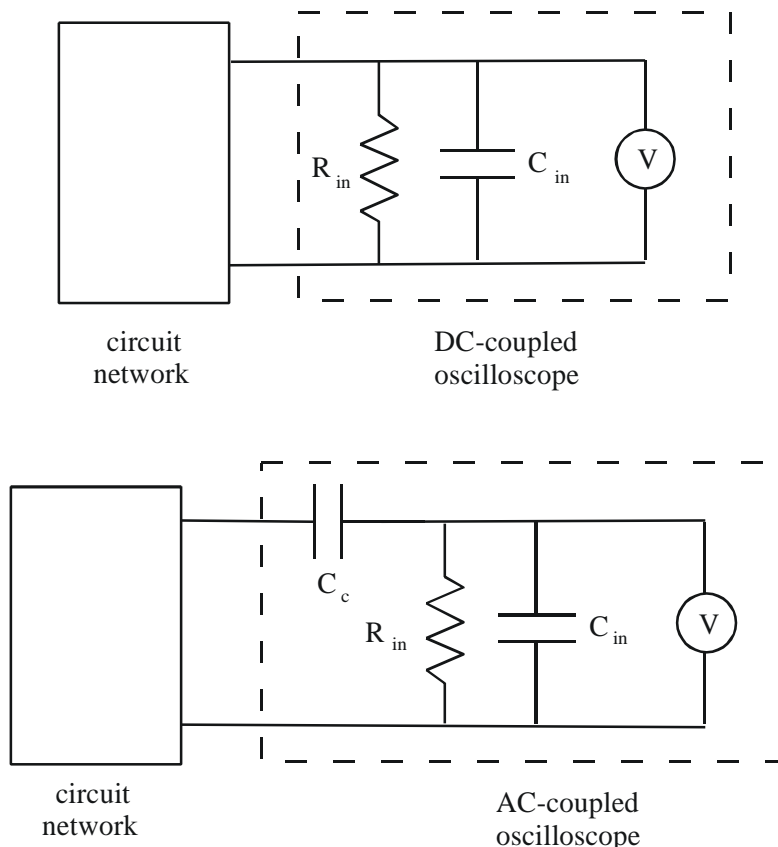 R in
C in
V
circuit
network
DC-coupled
oscilloscope
C c
R in
C in
V
circuit
network
AC-coupled
oscilloscope